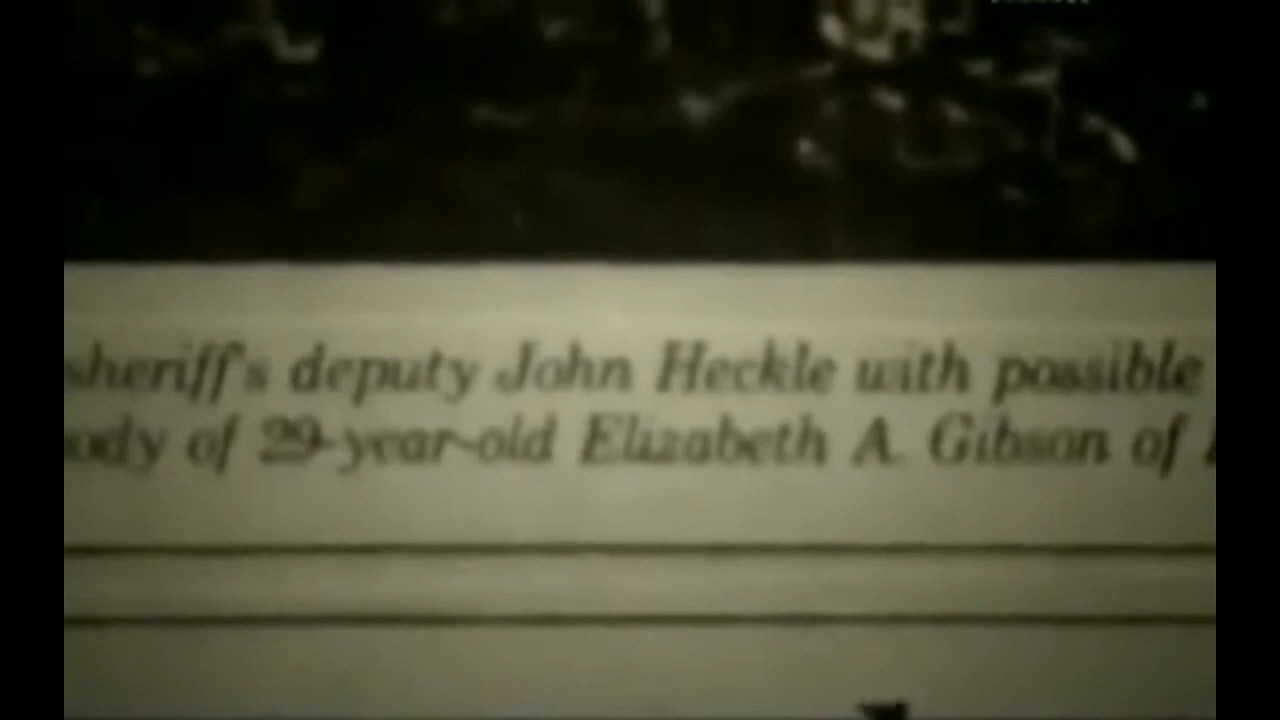 sheriff's deputy John Heckle with possible
ody of 29-year-old Elizabeth A. Gibson of